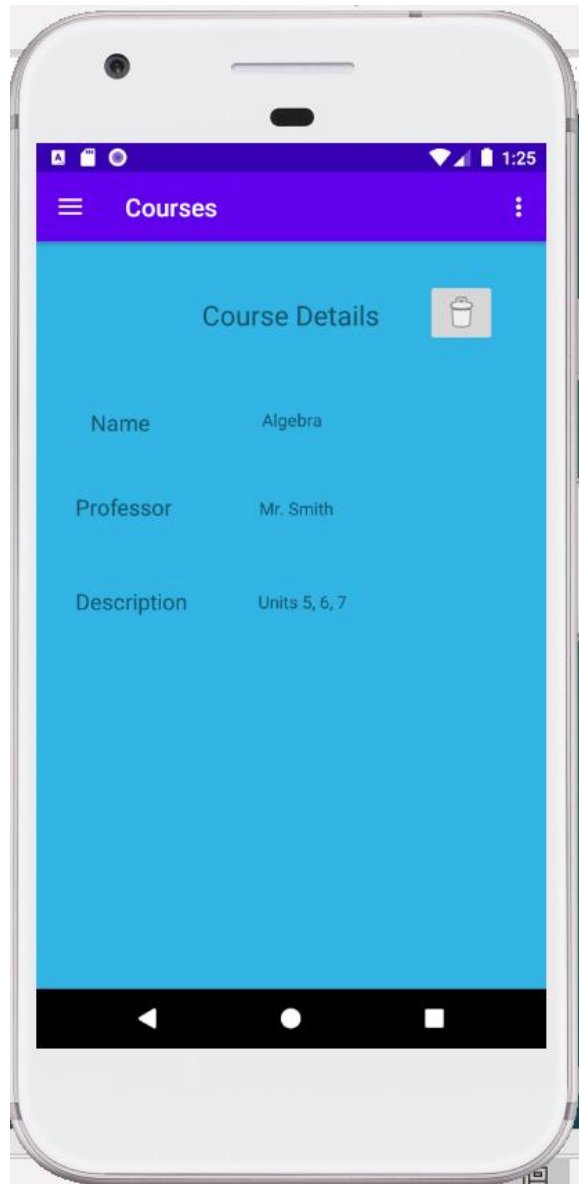 1:25
Courses
Course Details
Name Algebra
Professor Mr. Smith
Description Units 5, 6, 7